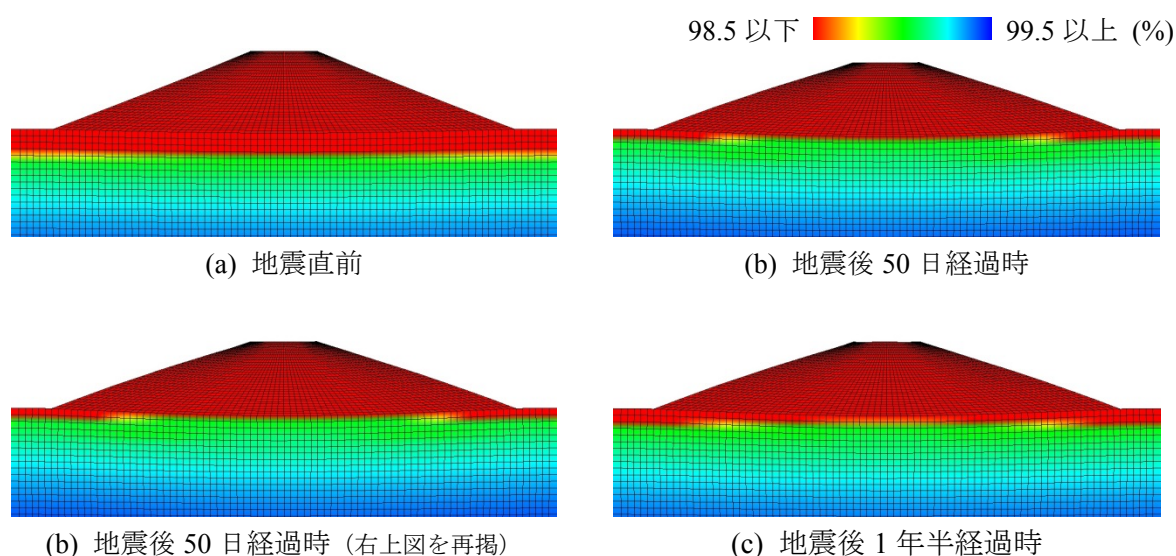 98.5 以下 99.5 以上 (%)
(a) 地震直前
(b) 地震後 50 日経過時
(b) 地震後 50 日経過時（右上図を再掲）
(c) 地震後 1 年半経過時